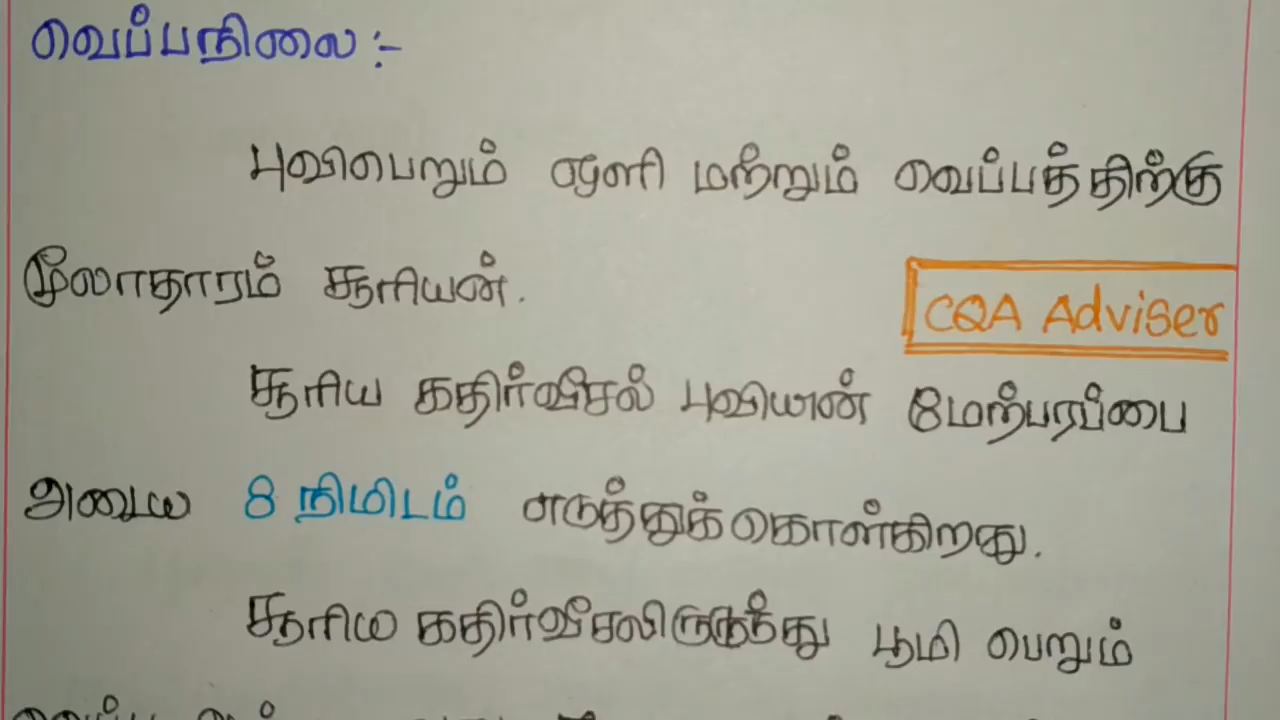 வெப்பநிலை :-
புவிபெறும் ஒளி மற்றும் வெப்பத்திற்கு
மூலாதாரம் சூரியன்.
CQA Adviser
சூரிய கதிர்வீசல் புவியின் மேற்பரப்பை
அடைய 8 நிமிடம் எடுத்துக்கொள்கிறது.
சூரிய கதிர்வீசலிருந்து பூமி பெறும்